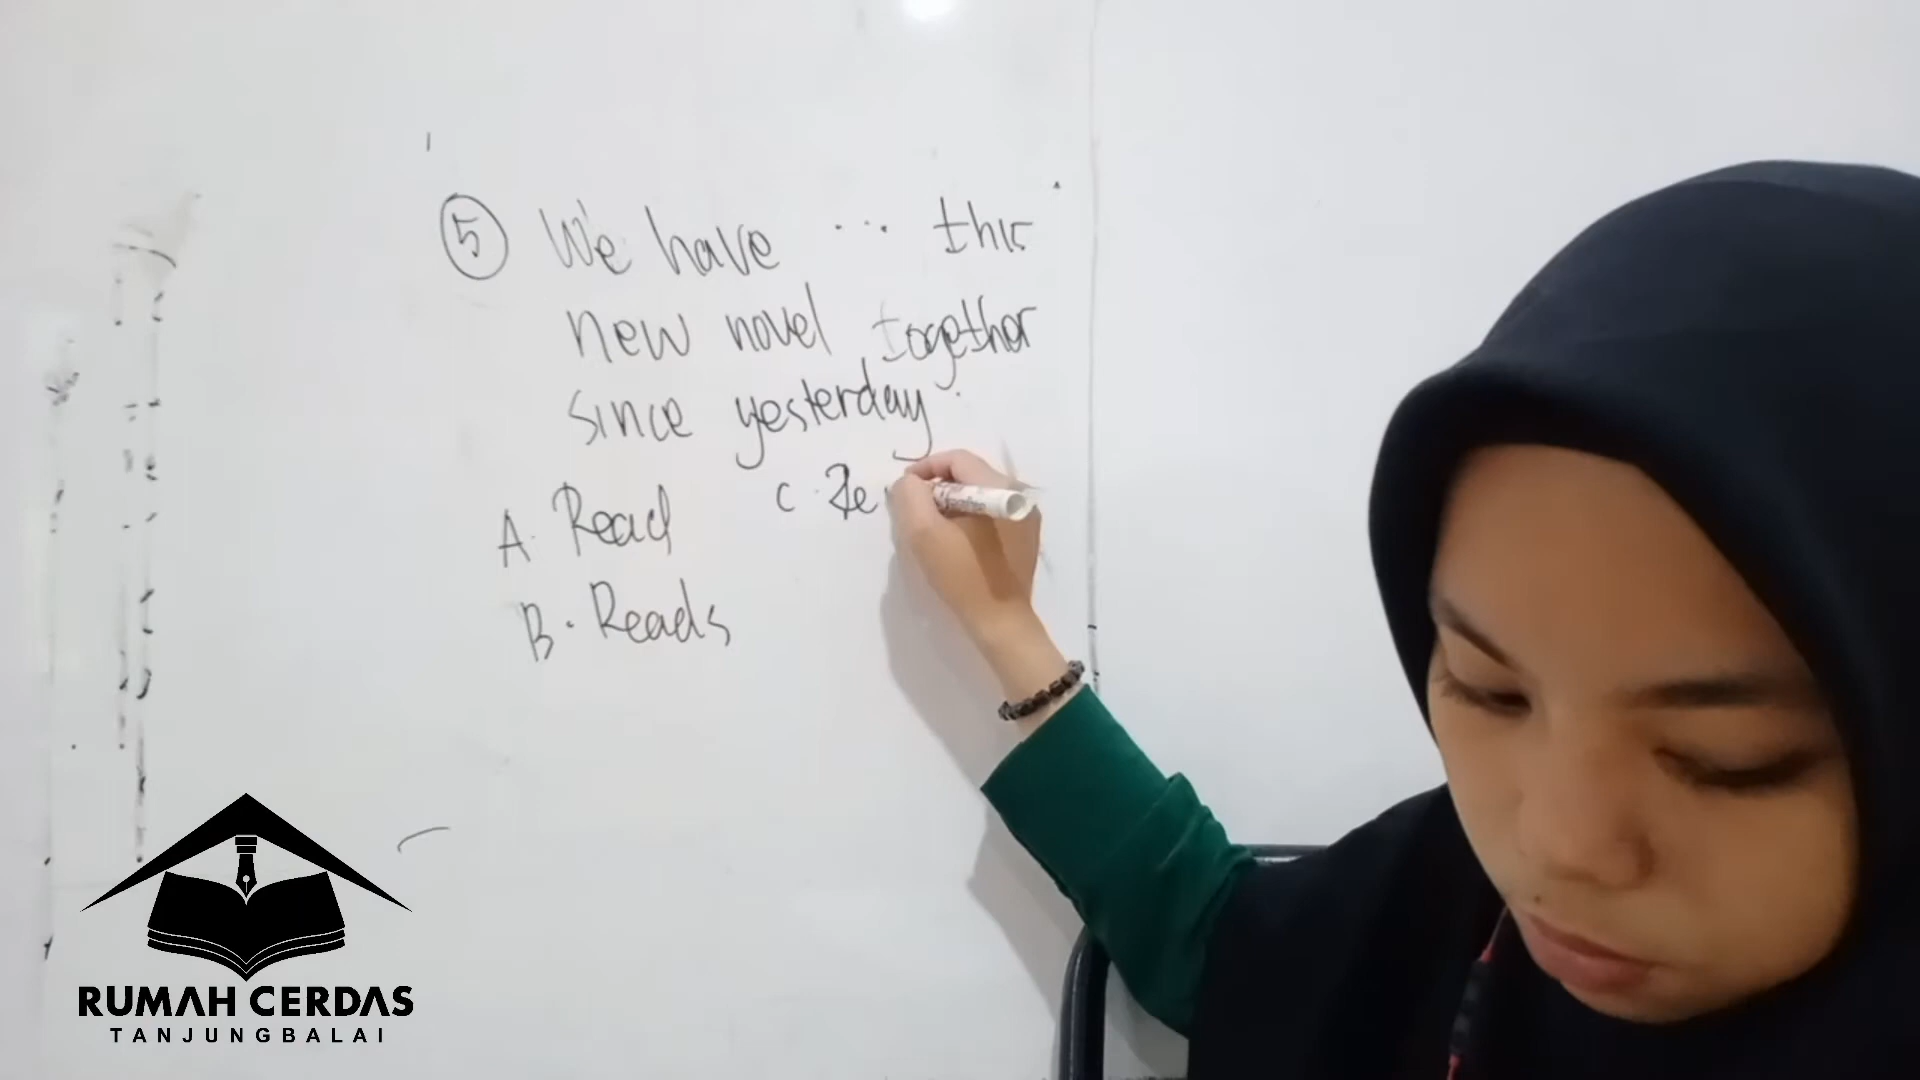 5 We have ... this
new novel together
since yesterday.
A. Read
B. Reads
C. Re
RUMAH CERDAS
TANJUNGBALAI